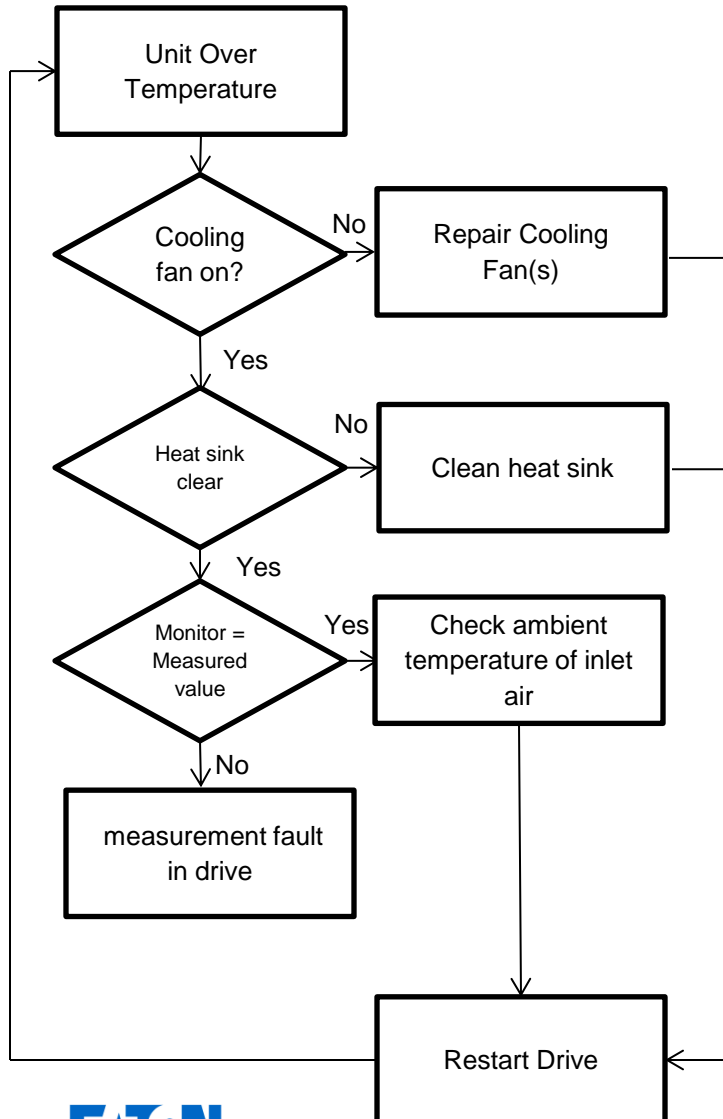 Unit Over
Temperature
Cooling
fan on?
No
Repair Cooling
Fan(s)
Yes
Heat sink
clear
No
Clean heat sink
Yes
Monitor =
Measured
value
Yes
Check ambient
temperature of inlet
air
No
measurement fault
in drive
Restart Drive
EATON